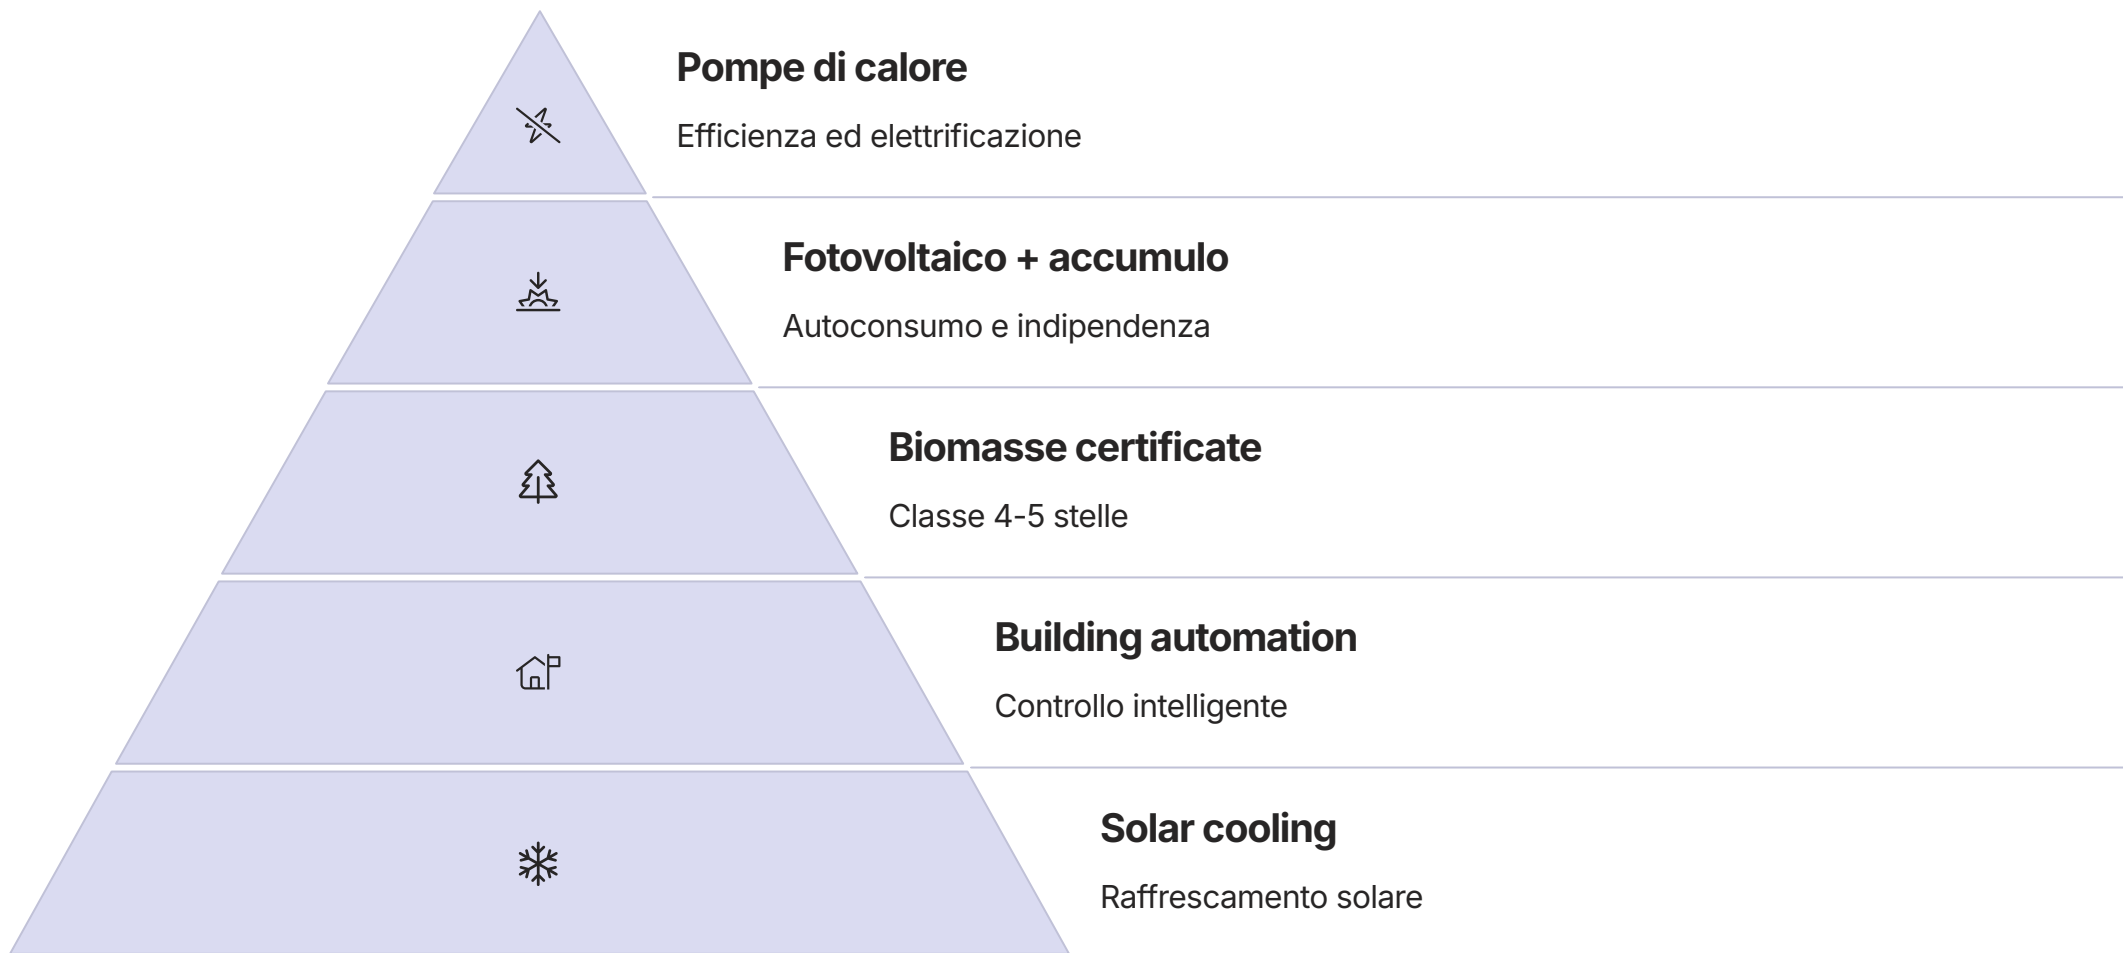 Pompe di calore
Efficienza ed elettrificazione
Fotovoltaico + accumulo
Autoconsumo e indipendenza
Biomasse certificate
Classe 4-5 stelle
Building automation
Controllo intelligente
Solar cooling
Raffrescamento solare